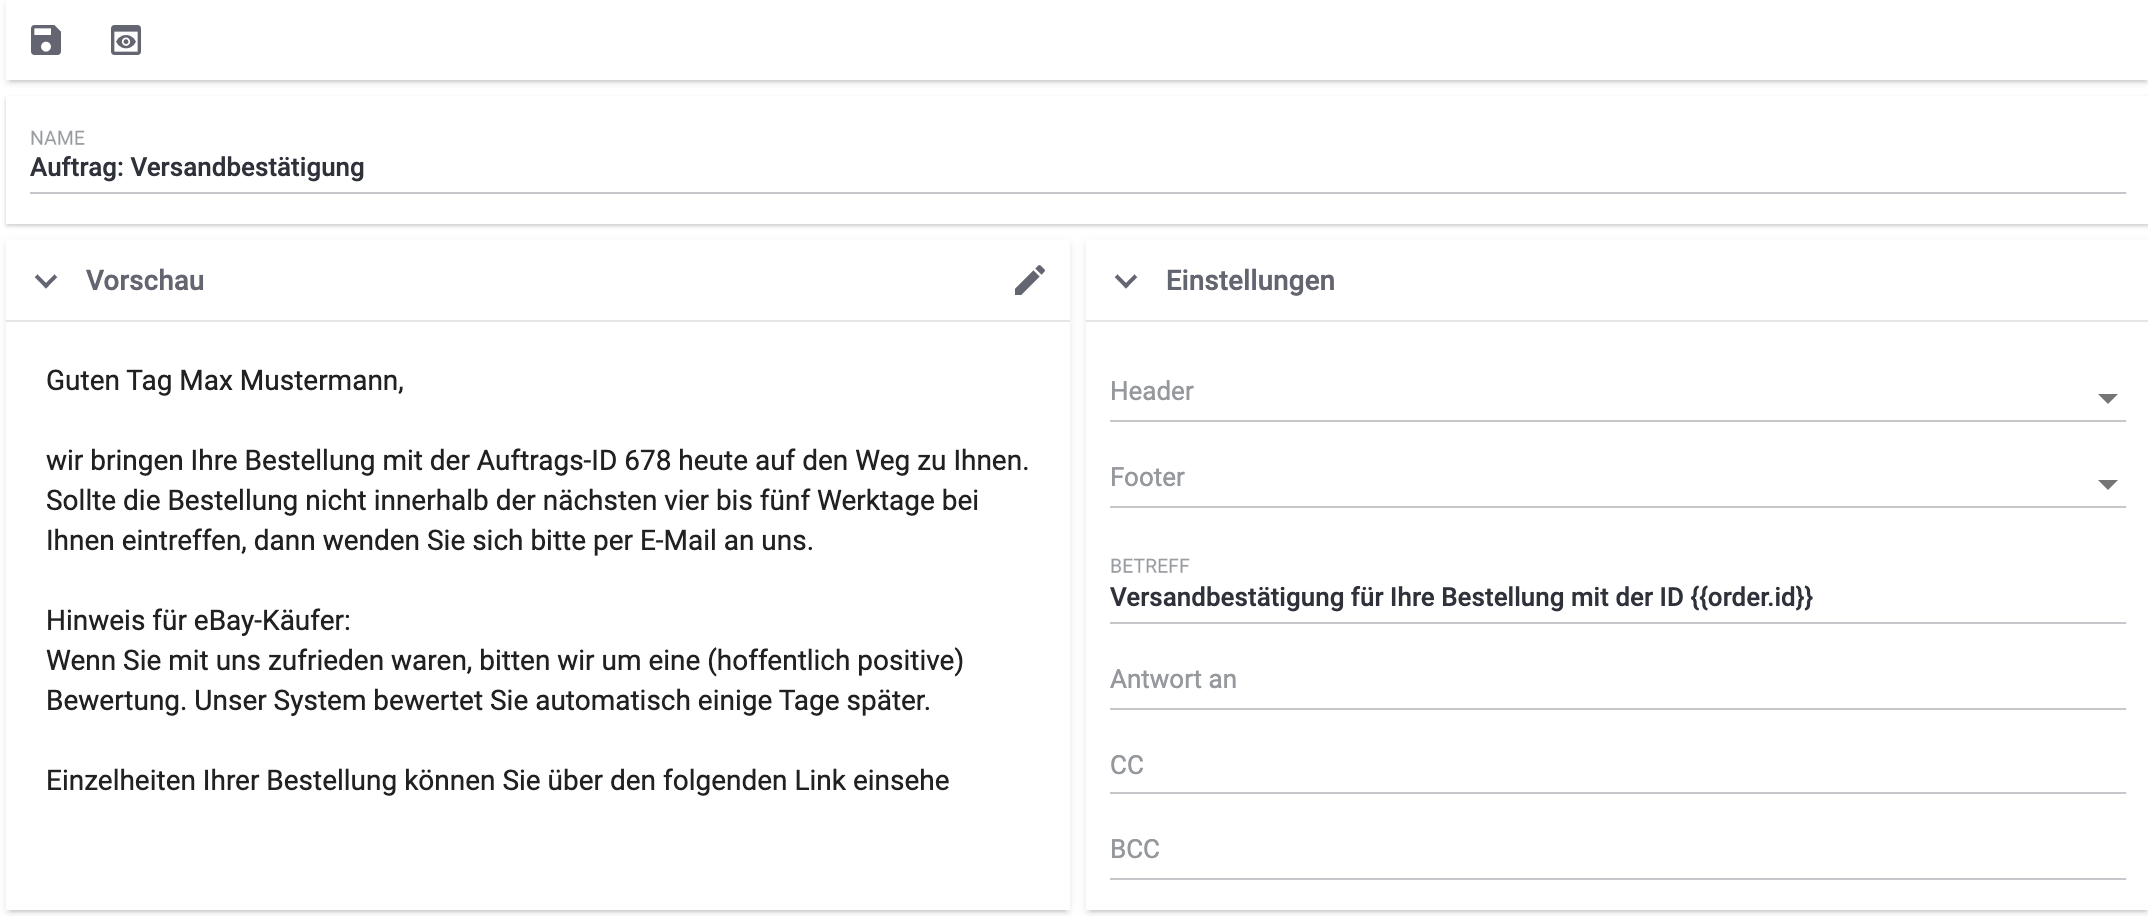 NAME
Auftrag: Versandbestätigung
Vorschau
Guten Tag Max Mustermann,
wir bringen Ihre Bestellung mit der Auftrags-ID 678 heute auf den Weg zu Ihnen.
Sollte die Bestellung nicht innerhalb der nächsten vier bis fünf Werktage bei
Ihnen eintreffen, dann wenden Sie sich bitte per E-Mail an uns.
Hinweis für eBay-Käufer:
Wenn Sie mit uns zufrieden waren, bitten wir um eine (hoffentlich positive)
Bewertung. Unser System bewertet Sie automatisch einige Tage später.
Einzelheiten Ihrer Bestellung können Sie über den folgenden Link einsehe
Einstellungen
Header
Footer
BETREFF
Versandbestätigung für Ihre Bestellung mit der ID {{order.id}}
Antwort an
CC
BCC